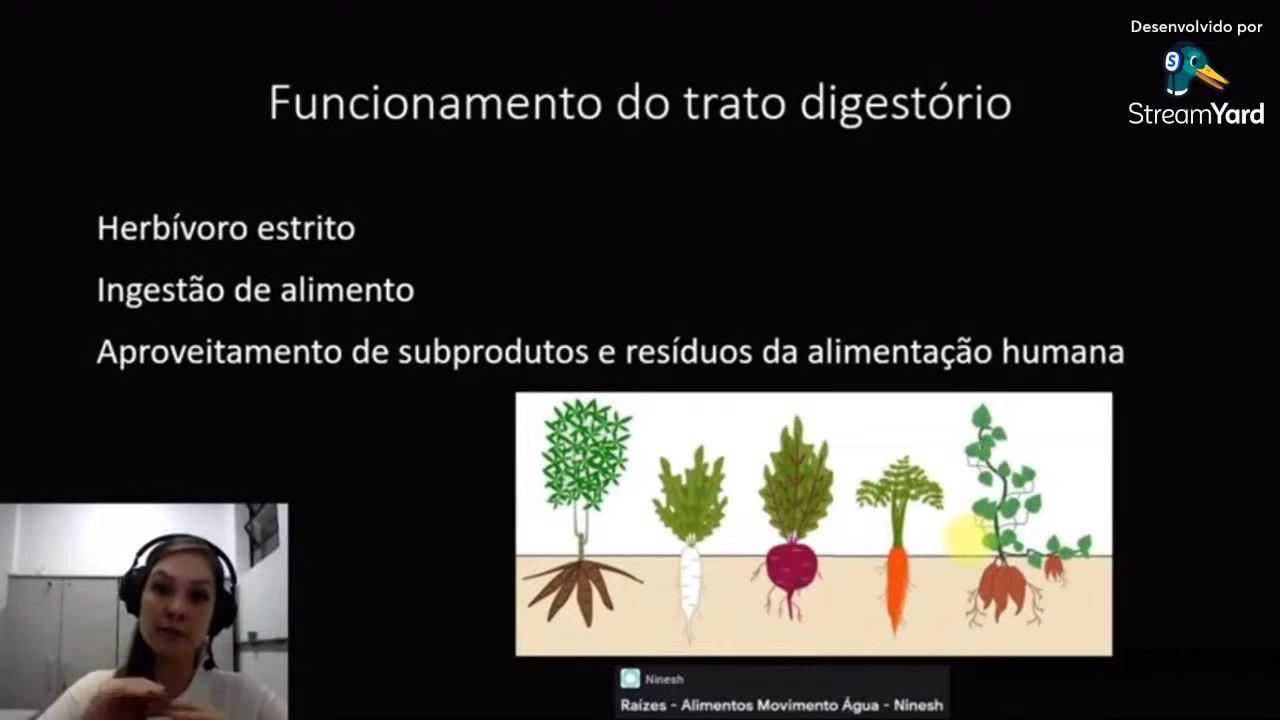 Desenvolvido por
StreamYard
Funcionamento do trato digestório
Herbívoro estrito
Ingestão de alimento
Aproveitamento de subprodutos e resíduos da alimentação humana
Ninesh
Raízes - Alimentos Movimento Água - Ninesh